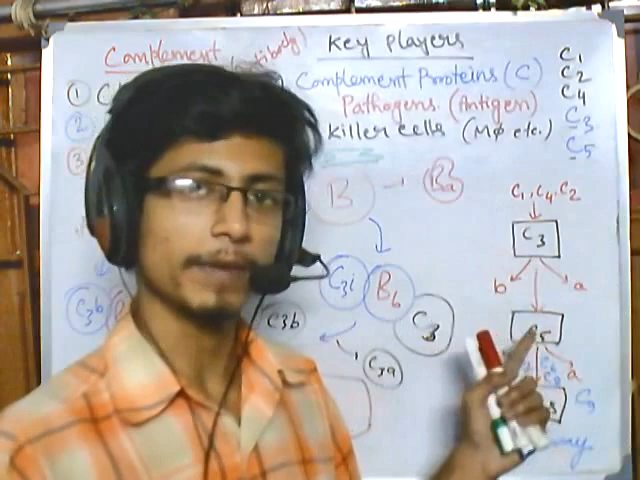 Complement
Key Players
1 C
Complement Proteins (C)
2
Pathogens (Antigen)
3
Killer cells (MΦ etc.)
C1
C2
C4
C3
C5
B
Ba
C1, C4, C2
C3
b
a
C3i
Bb
C3
C3b
C3b
C3a
C5
a